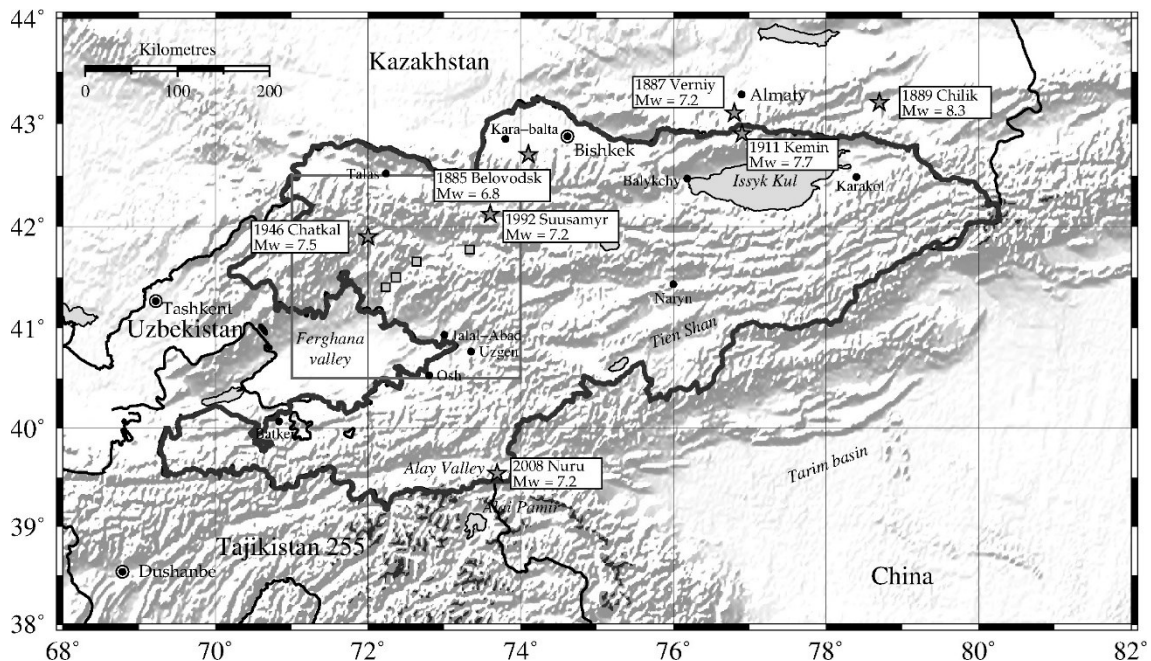 44°
43°
42°
41°
40°
39°
38°
Kilometres
0 100 200
Kazakhstan
1887 Verniy
Mw = 7.2
Almaty
1889 Chilik
Mw = 8.3
Kara–balta
Bishkek
1911 Kemin
Mw = 7.7
Talas
1885 Belovodsk
Mw = 6.8
Balykchy
Issyk Kul
Karakol
1946 Chatkal
Mw = 7.5
1992 Suusamyr
Mw = 7.2
Tashkent
Uzbekistan
Naryn
Tien Shan
Ferghana
valley
Jalal–Abad
Uzgen
Osh
Batken
Alay Valley
2008 Nuru
Mw = 7.2
Tarim basin
Alai Pamir
Tajikistan 255
Dushanbe
China
68° 70° 72° 74° 76° 78° 80° 82°